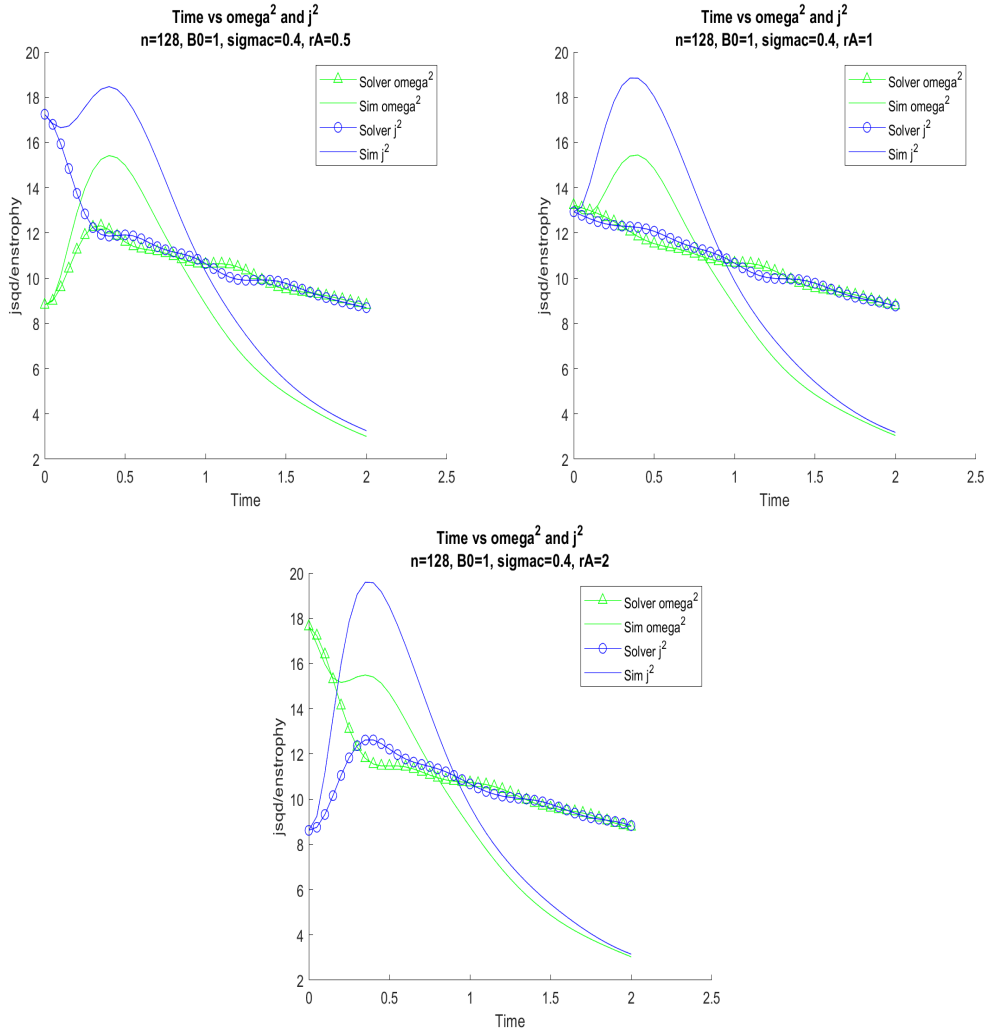 Time vs omega² and j²
n=128, B0=1, sigmac=0.4, rA=0.5
20
18
16
14
12
10
8
6
4
2
jsqd/enstrophy
Solver omega²
Sim omega²
Solver j²
Sim j²
0
0.5
1
1.5
2
2.5
Time
Time vs omega² and j²
n=128, B0=1, sigmac=0.4, rA=1
20
18
16
14
12
10
8
6
4
2
jsqd/enstrophy
Solver omega²
Sim omega²
Solver j²
Sim j²
0
0.5
1
1.5
2
2.5
Time
Time vs omega² and j²
n=128, B0=1, sigmac=0.4, rA=2
20
18
16
14
12
10
8
6
4
2
jsqd/enstrophy
Solver omega²
Sim omega²
Solver j²
Sim j²
0
0.5
1
1.5
2
2.5
Time